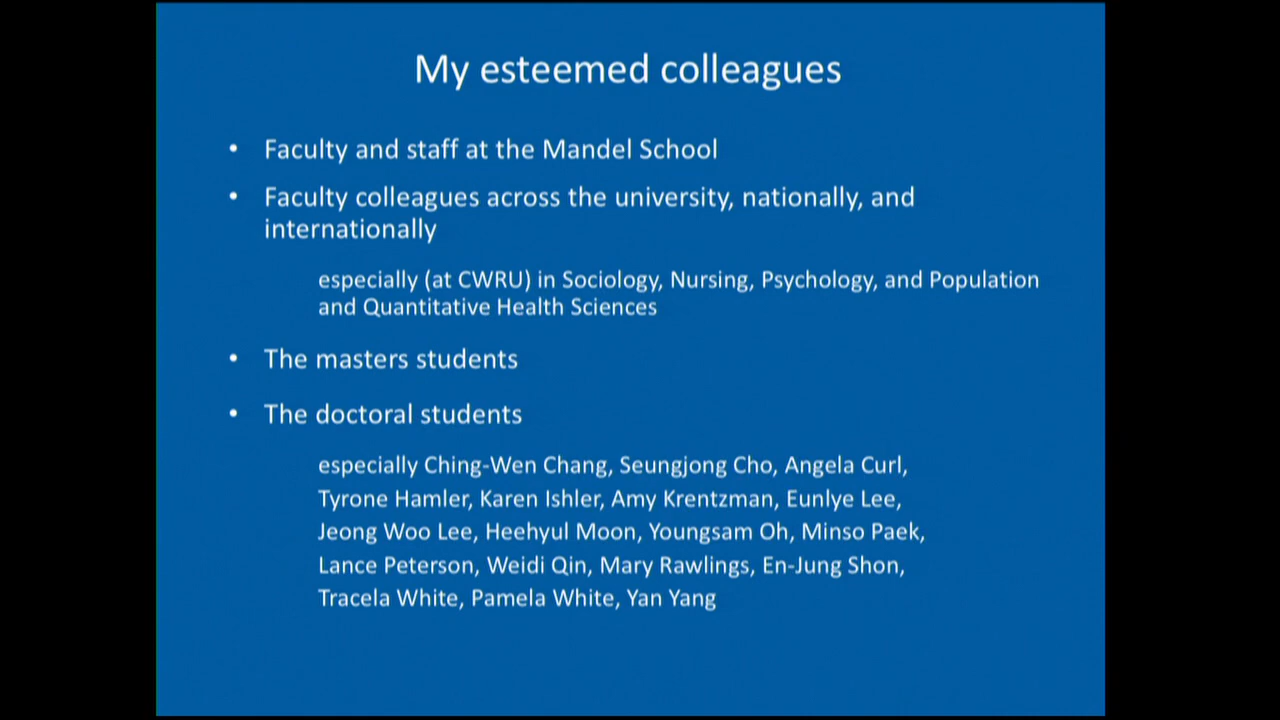 My esteemed colleagues
• Faculty and staff at the Mandel School
• Faculty colleagues across the university, nationally, and
internationally
especially (at CWRU) in Sociology, Nursing, Psychology, and Population
and Quantitative Health Sciences
• The masters students
• The doctoral students
especially Ching-Wen Chang, Seungjong Cho, Angela Curl,
Tyrone Hamler, Karen Ishler, Amy Krentzman, Eunlye Lee,
Jeong Woo Lee, Heehyul Moon, Youngsam Oh, Minso Paek,
Lance Peterson, Weidi Qin, Mary Rawlings, En-Jung Shon,
Tracela White, Pamela White, Yan Yang